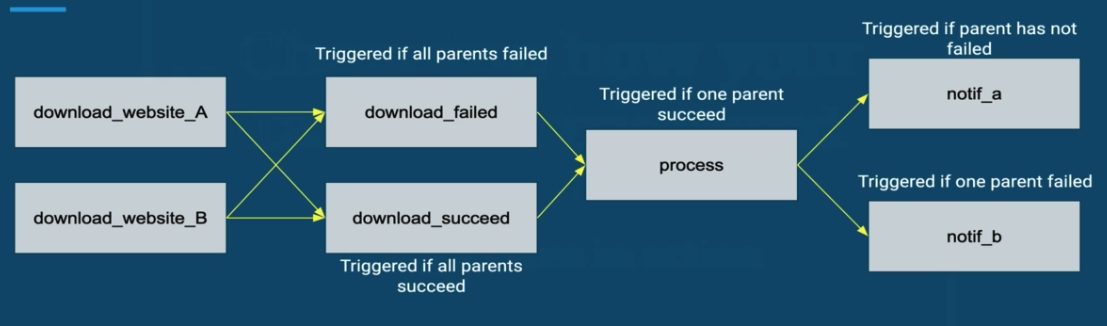 Triggered if all parents failed
download_website_A
download_failed
download_website_B
download_succeed
Triggered if all parents
succeed
Triggered if one parent
succeed
process
Triggered if parent has not
failed
notif_a
Triggered if one parent failed
notif_b